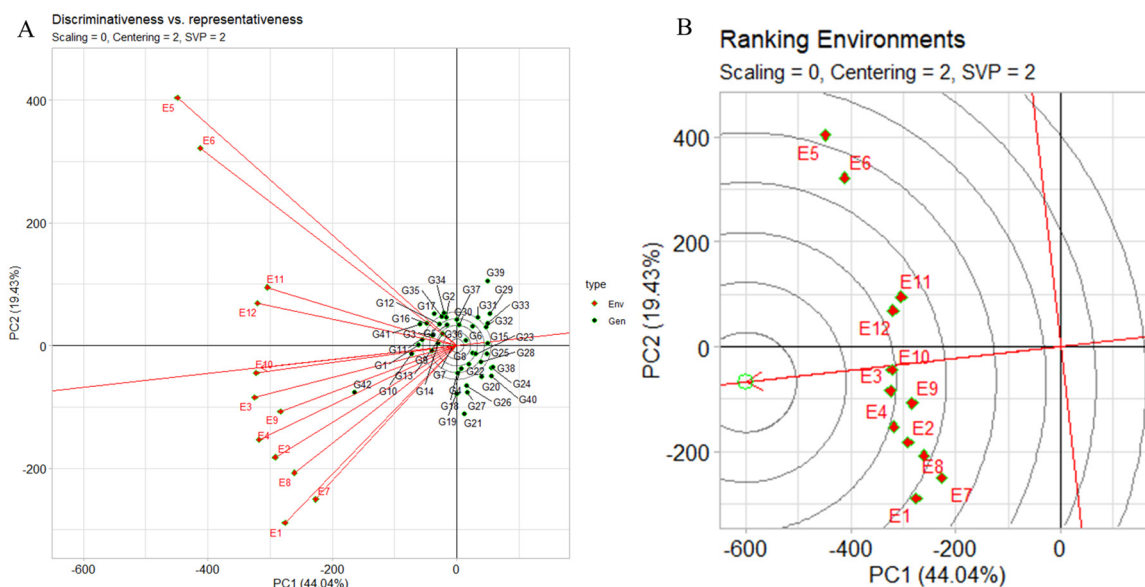 A
Discriminativeness vs. representativeness
Scaling = 0, Centering = 2, SVP = 2
PC2 (19.43%)
400
200
0
-200
-600
-400
-200
-0
PC1 (44.04%)
E5
E6
E11
E12
E10
E3
E9
E4
E2
E8
E7
E1
G39
G34
G37
G29
G35
G2
G12
G17
G30
G31
G33
G16
G32
G41
G3
G5
G36
G6
G15
G23
G11
G1
G9
G8
G25
G28
G13
G7
G22
G38
G42
G10
G14
G4
G20
G24
G18
G27
G26
G40
G19
G21
type
Env
Gen
B
Ranking Environments
Scaling = 0, Centering = 2, SVP = 2
PC2 (19.43%)
400
200
0
-200
-600
-400
-200
0
PC1 (44.04%)
E5
E6
E11
E12
E10
E3
E9
E4
E2
E8
E7
E1